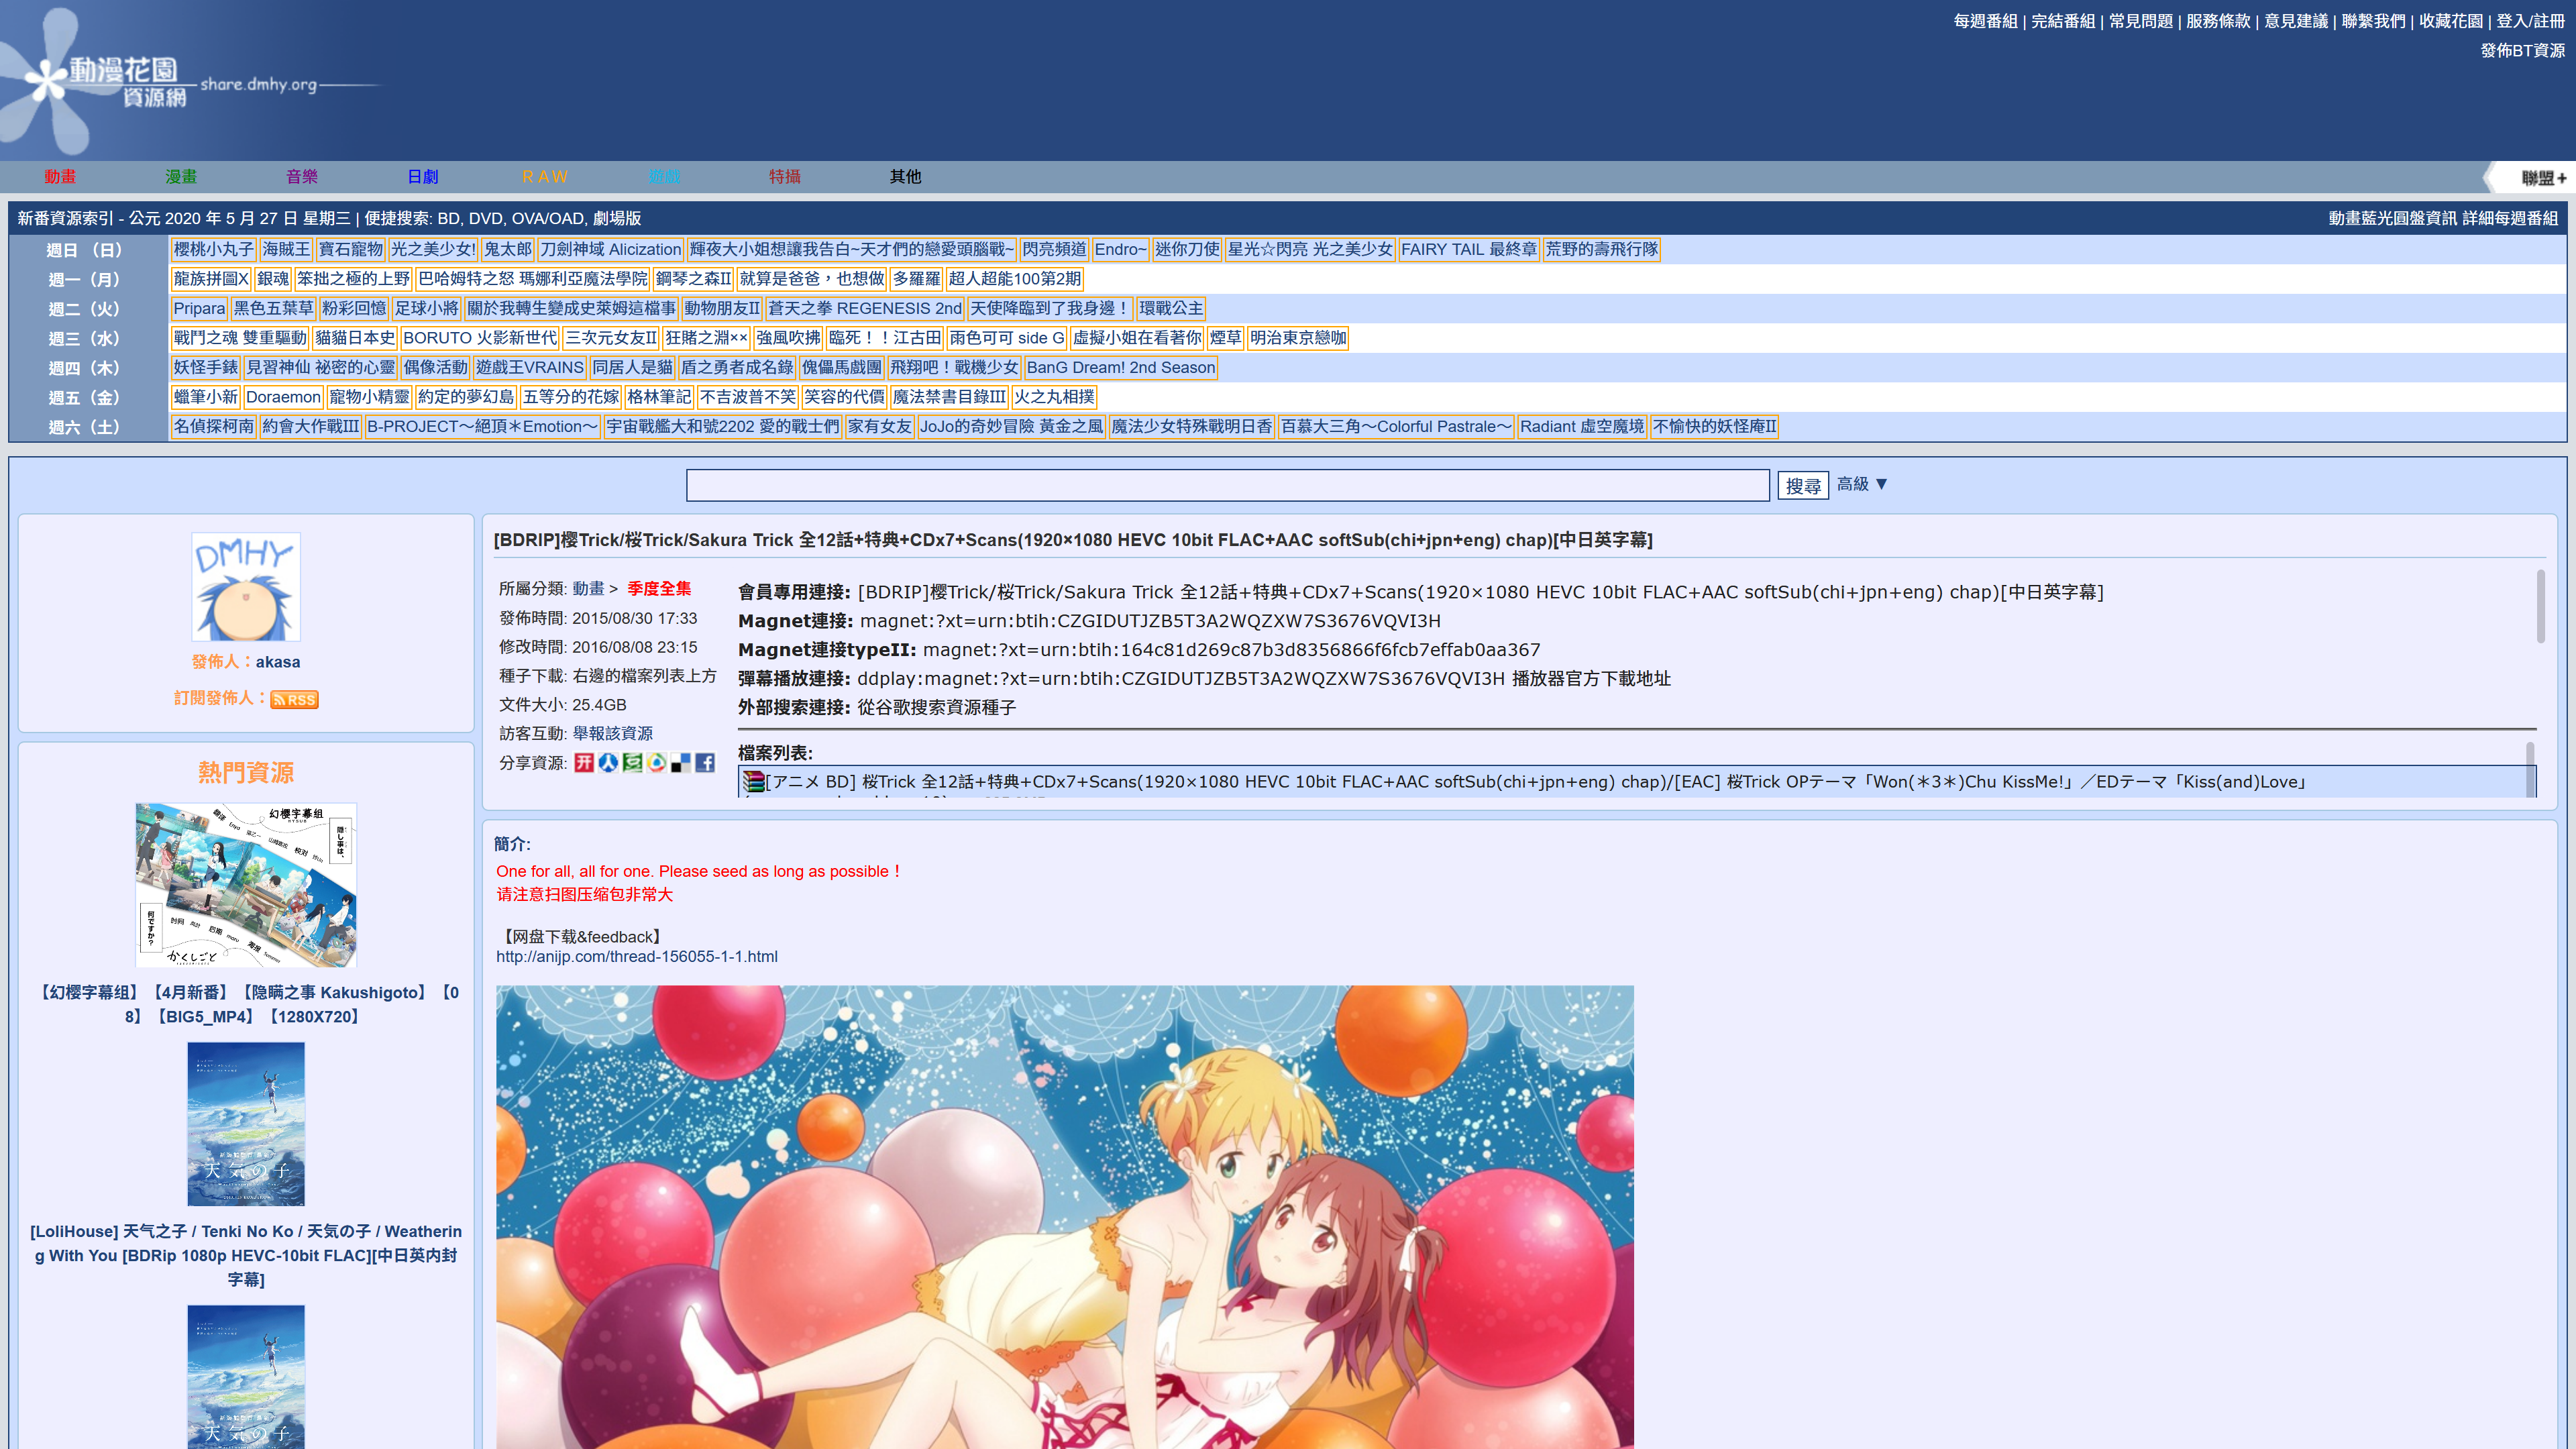 每週番組 | 完結番組 | 常見問題 | 服務條款 | 意見建議 | 聯繫我們 | 收藏花園 | 登入/註冊
發佈BT資源
動漫花園
資源網
share.dmhy.org
動畫 漫畫 音樂 日劇 ＲＡＷ 遊戲 特攝 其他 聯盟+
新番資源索引 - 公元 2020 年 5 月 27 日 星期三 | 便捷搜索: BD, DVD, OVA/OAD, 劇場版 動畫藍光圓盤資訊 詳細每週番組
週日 （日） 櫻桃小丸子 海賊王 寶石寵物 光之美少女! 鬼太郎 刀劍神域 Alicization 輝夜大小姐想讓我告白~天才們的戀愛頭腦戰~ 閃亮頻道 Endro~ 迷你刀使 星光☆閃亮 光之美少女 FAIRY TAIL 最終章 荒野的壽飛行隊
週一（月） 龍族拼圖X 銀魂 笨拙之極的上野 巴哈姆特之怒 瑪娜利亞魔法學院 鋼琴之森II 就算是爸爸，也想做 多羅羅 超人超能100第2期
週二（火） Pripara 黑色五葉草 粉彩回憶 足球小將 關於我轉生變成史萊姆這檔事 動物朋友II 蒼天之拳 REGENESIS 2nd 天使降臨到了我身邊！ 環戰公主
週三（水） 戰鬥之魂 雙重驅動 貓貓日本史 BORUTO 火影新世代 三次元女友II 狂賭之淵×× 強風吹拂 臨死！！江古田 雨色可可 side G 虛擬小姐在看著你 煙草 明治東京戀咖
週四（木） 妖怪手錶 見習神仙 祕密的心靈 偶像活動 遊戲王VRAINS 同居人是貓 盾之勇者成名錄 傀儡馬戲團 飛翔吧！戰機少女 BanG Dream! 2nd Season
週五（金） 蠟筆小新 Doraemon 寵物小精靈 約定的夢幻島 五等分的花嫁 格林筆記 不吉波普不笑 笑容的代價 魔法禁書目錄III 火之丸相撲
週六（土） 名偵探柯南 約會大作戰III B-PROJECT～絕頂＊Emotion～ 宇宙戰艦大和號2202 愛的戰士們 家有女友 JoJo的奇妙冒險 黃金之風 魔法少女特殊戰明日香 百慕大三角～Colorful Pastrale～ Radiant 虛空魔境 不愉快的妖怪庵II
搜尋 高級 ▼
DMHY
發佈人：akasa
訂閱發佈人：RSS
熱門資源
幻櫻字幕組
隠し事は、
何ですか？
かくしごと
【幻樱字幕组】【4月新番】【隐瞒之事 Kakushigoto】【0
8】【BIG5_MP4】【1280X720】
天気の子
[LoliHouse] 天气之子 / Tenki No Ko / 天気の子 / Weatherin
g With You [BDRip 1080p HEVC-10bit FLAC][中日英内封
字幕]
天気の子
[BDRIP]樱Trick/桜Trick/Sakura Trick 全12話+特典+CDx7+Scans(1920×1080 HEVC 10bit FLAC+AAC softSub(chi+jpn+eng) chap)[中日英字幕]
所屬分類: 動畫 > 季度全集
發佈時間: 2015/08/30 17:33
修改時間: 2016/08/08 23:15
種子下載: 右邊的檔案列表上方
文件大小: 25.4GB
訪客互動: 舉報該資源
分享資源:
會員專用連接: [BDRIP]樱Trick/桜Trick/Sakura Trick 全12話+特典+CDx7+Scans(1920×1080 HEVC 10bit FLAC+AAC softSub(chi+jpn+eng) chap)[中日英字幕]
Magnet連接: magnet:?xt=urn:btih:CZGIDUTJZB5T3A2WQZXW7S3676VQVI3H
Magnet連接typeII: magnet:?xt=urn:btih:164c81d269c87b3d8356866f6fcb7effab0aa367
彈幕播放連接: ddplay:magnet:?xt=urn:btih:CZGIDUTJZB5T3A2WQZXW7S3676VQVI3H 播放器官方下載地址
外部搜索連接: 從谷歌搜索資源種子
檔案列表:
[アニメ BD] 桜Trick 全12話+特典+CDx7+Scans(1920×1080 HEVC 10bit FLAC+AAC softSub(chi+jpn+eng) chap)/[EAC] 桜Trick OPテーマ「Won(＊3＊)Chu KissMe!」／EDテーマ「Kiss(and)Love」
簡介:
One for all, all for one. Please seed as long as possible！
请注意扫图压缩包非常大
【网盘下载&feedback】
http://anijp.com/thread-156055-1-1.html